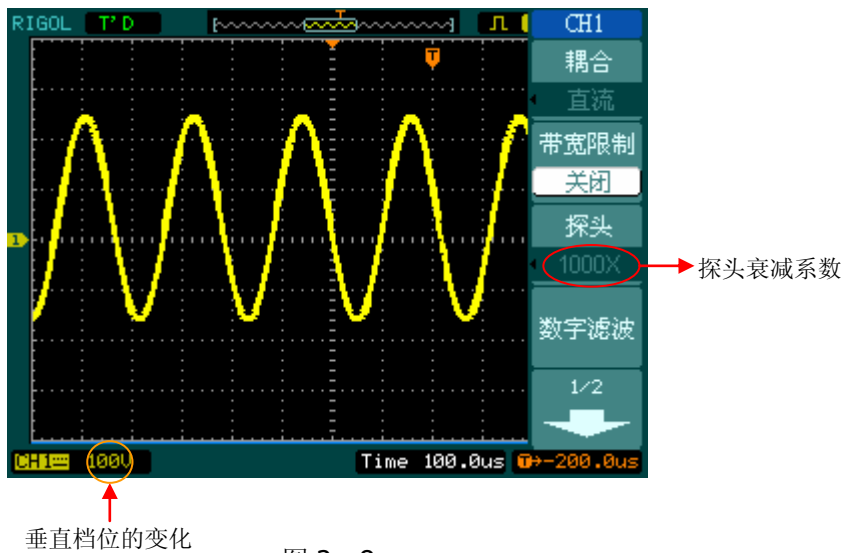 RIGOL T'D T CH1
耦合
T
直流
带宽限制
关闭
1
探头
1000X
探头衰减系数
数字滤波
1/2
CH1 100V Time 100.0us T→-200.0us
垂直档位的变化